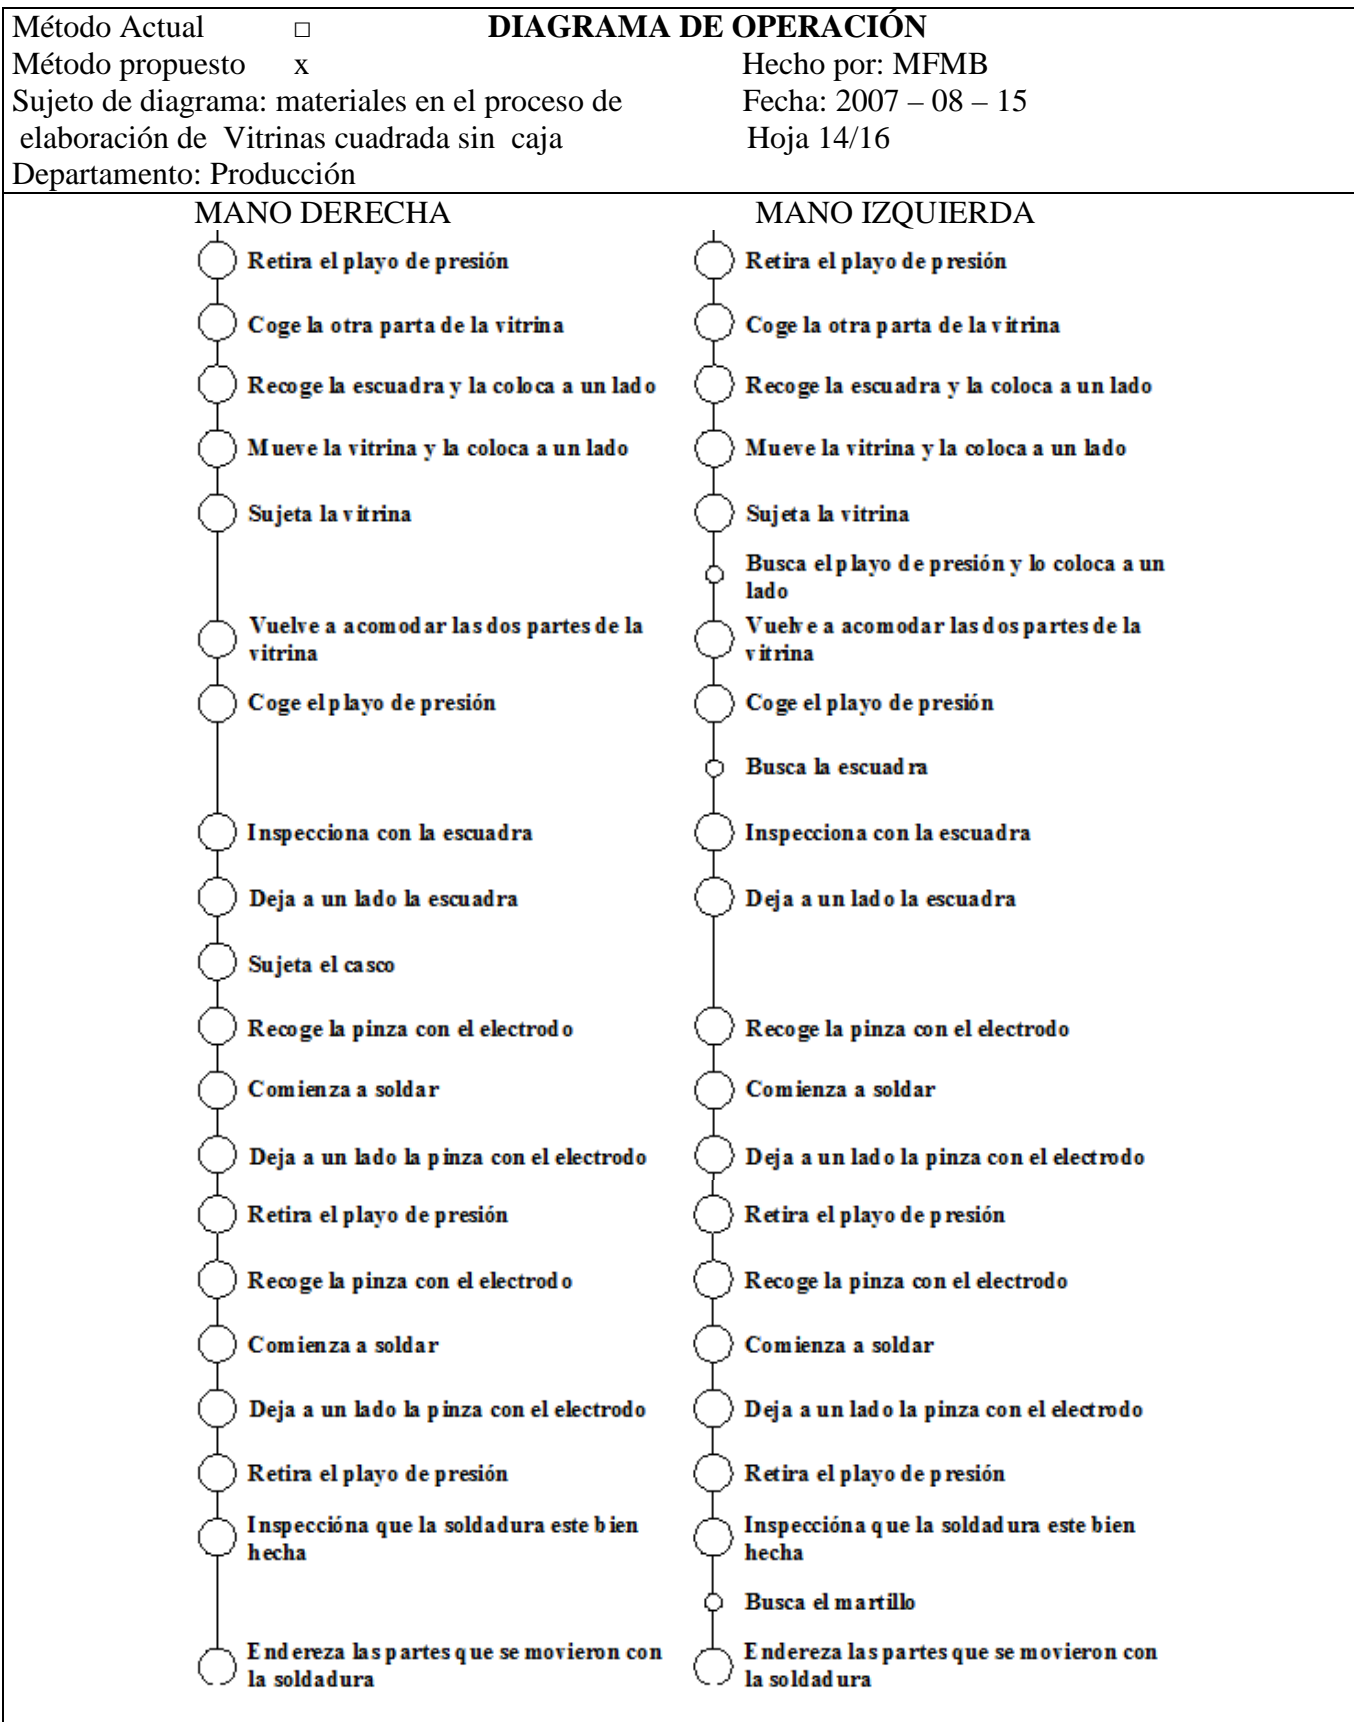 Método Actual □ DIAGRAMA DE OPERACIÓN
Método propuesto x Hecho por: MFMB
Sujeto de diagrama: materiales en el proceso de Fecha: 2007 – 08 – 15
elaboración de Vitrinas cuadrada sin caja Hoja 14/16
Departamento: Producción
MANO DERECHA MANO IZQUIERDA
Retira el playo de presión Retira el playo de presión
Coge la otra parta de la vitrina Coge la otra parta de la vitrina
Recoge la escuadra y la coloca a un lado Recoge la escuadra y la coloca a un lado
Mueve la vitrina y la coloca a un lado Mueve la vitrina y la coloca a un lado
Sujeta la vitrina Sujeta la vitrina
Busca el playo de presión y lo coloca a un
lado
Vuelve a acomodar las dos partes de la Vuelve a acomodar las dos partes de la
vitrina vitrina
Coge el playo de presión Coge el playo de presión
Busca la escuadra
Inspecciona con la escuadra Inspecciona con la escuadra
Deja a un lado la escuadra Deja a un lado la escuadra
Sujeta el casco
Recoge la pinza con el electrodo Recoge la pinza con el electrodo
Comienza a soldar Comienza a soldar
Deja a un lado la pinza con el electrodo Deja a un lado la pinza con el electrodo
Retira el playo de presión Retira el playo de presión
Recoge la pinza con el electrodo Recoge la pinza con el electrodo
Comienza a soldar Comienza a soldar
Deja a un lado la pinza con el electrodo Deja a un lado la pinza con el electrodo
Retira el playo de presión Retira el playo de presión
Inspeccióna que la soldadura este bien Inspeccióna que la soldadura este bien
hecha hecha
Busca el martillo
Endereza las partes que se movieron con Endereza las partes que se movieron con
la soldadura la soldadura